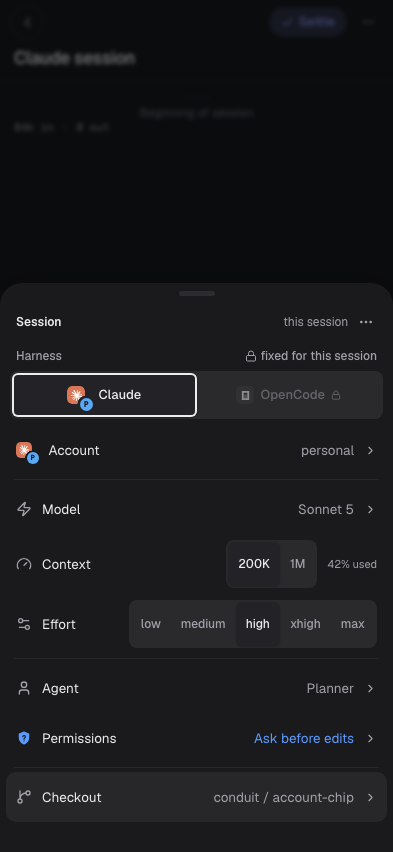 Settle
Claude session
Beginning of session
Session this session
Harness fixed for this session
P Claude OpenCode
P Account personal
Model Sonnet 5
Context 200K 1M 42% used
Effort low medium high xhigh max
Agent Planner
? Permissions Ask before edits
Checkout conduit / account-chip